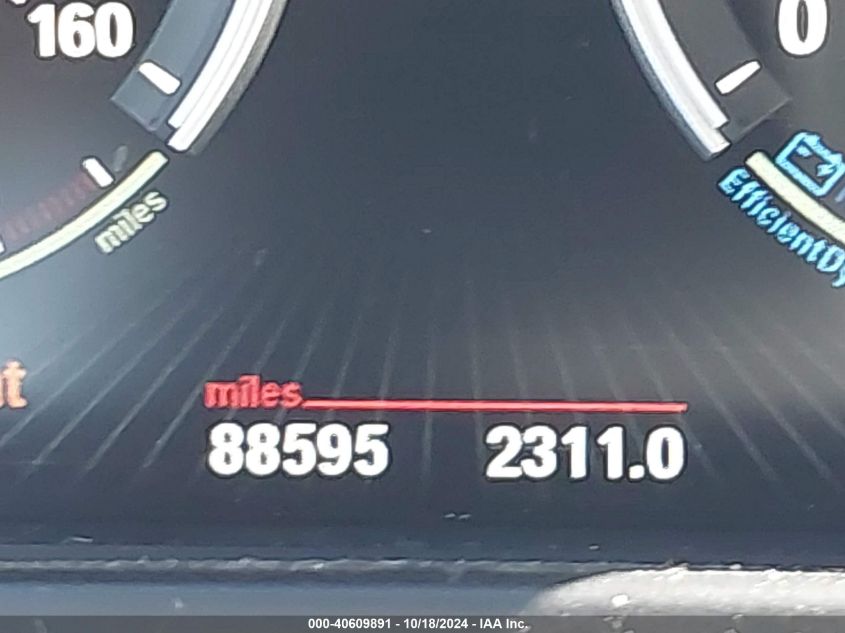 160
0
miles
EfficientDy
miles
88595 2311.0
000-40609891 - 10/18/2024 - IAA Inc.